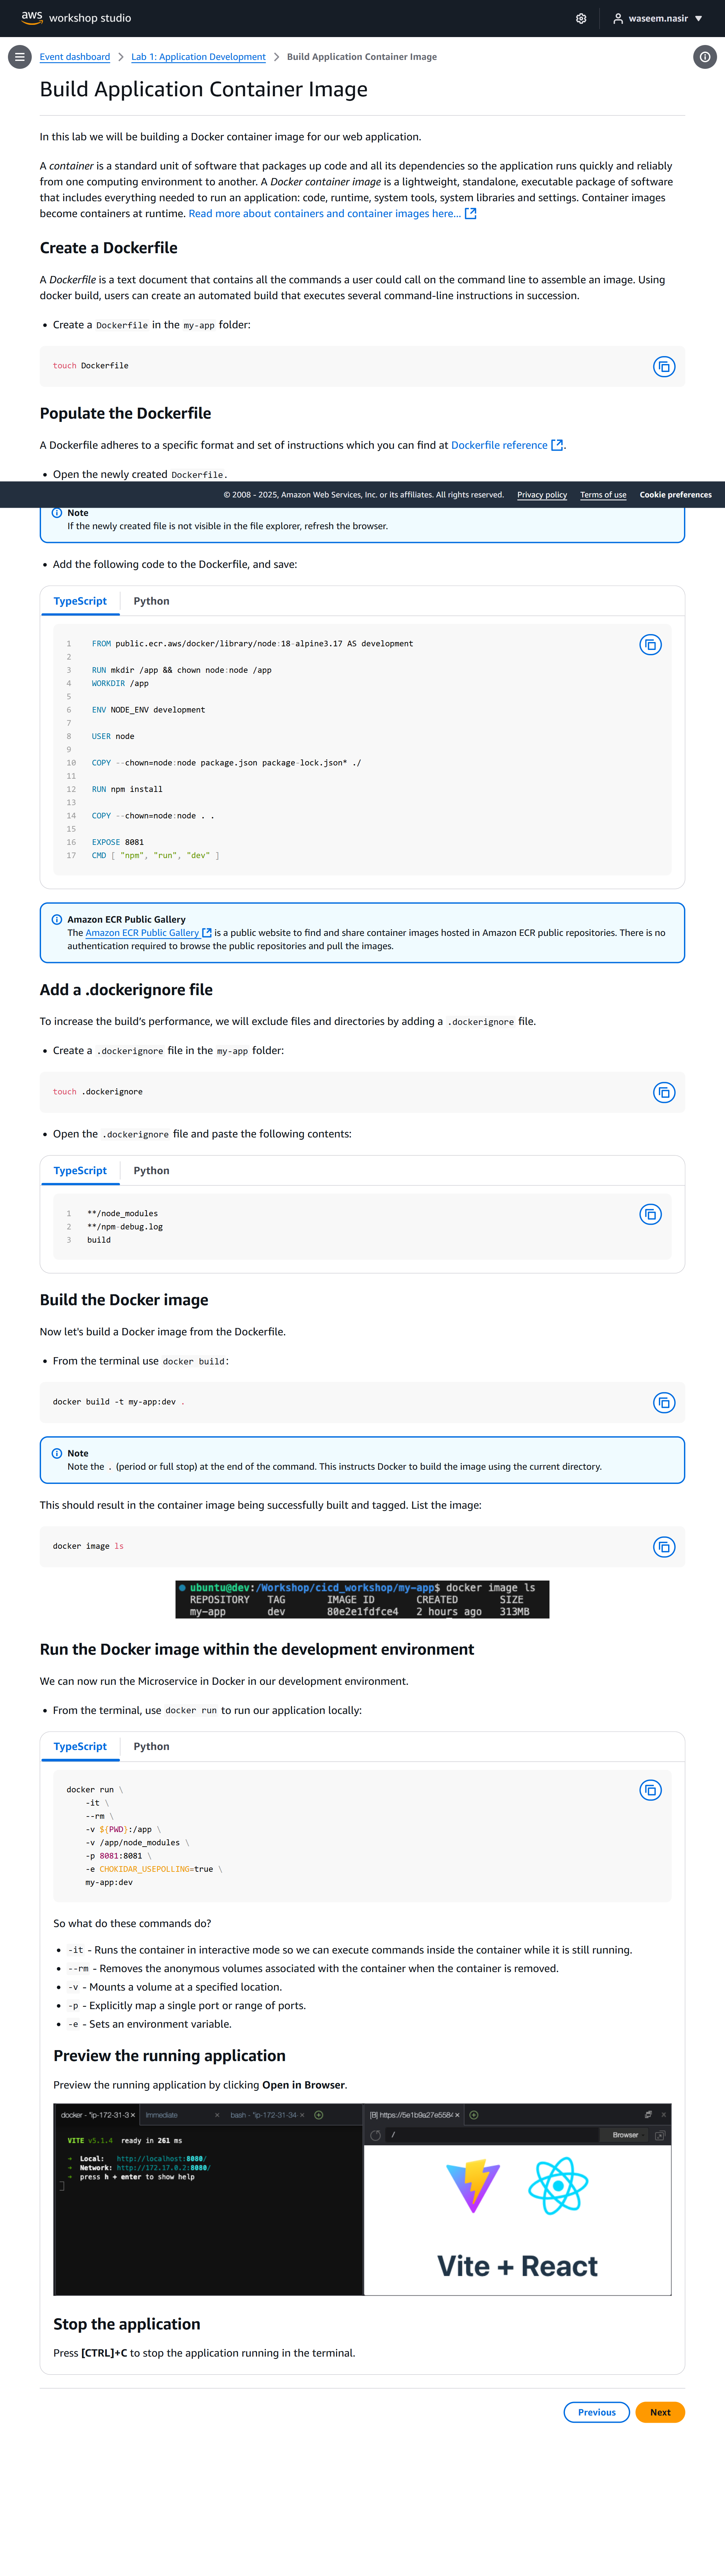 aws workshop studio
waseem.nasir
Event dashboard > Lab 1: Application Development > Build Application Container Image
Build Application Container Image
In this lab we will be building a Docker container image for our web application.
A container is a standard unit of software that packages up code and all its dependencies so the application runs quickly and reliably
from one computing environment to another. A Docker container image is a lightweight, standalone, executable package of software
that includes everything needed to run an application: code, runtime, system tools, system libraries and settings. Container images
become containers at runtime. Read more about containers and container images here...
Create a Dockerfile
A Dockerfile is a text document that contains all the commands a user could call on the command line to assemble an image. Using
docker build, users can create an automated build that executes several command-line instructions in succession.
• Create a Dockerfile in the my-app folder:
touch Dockerfile
Populate the Dockerfile
A Dockerfile adheres to a specific format and set of instructions which you can find at Dockerfile reference.
• Open the newly created Dockerfile.
© 2008 - 2025, Amazon Web Services, Inc. or its affiliates. All rights reserved. Privacy policy Terms of use Cookie preferences
Note
If the newly created file is not visible in the file explorer, refresh the browser.
• Add the following code to the Dockerfile, and save:
TypeScript Python
1 FROM public.ecr.aws/docker/library/node:18-alpine3.17 AS development
2
3 RUN mkdir /app && chown node:node /app
4 WORKDIR /app
5
6 ENV NODE_ENV development
7
8 USER node
9
10 COPY --chown=node:node package.json package-lock.json* ./
11
12 RUN npm install
13
14 COPY --chown=node:node . .
15
16 EXPOSE 8081
17 CMD [ "npm", "run", "dev" ]
Amazon ECR Public Gallery
The Amazon ECR Public Gallery is a public website to find and share container images hosted in Amazon ECR public repositories. There is no
authentication required to browse the public repositories and pull the images.
Add a .dockerignore file
To increase the build's performance, we will exclude files and directories by adding a .dockerignore file.
• Create a .dockerignore file in the my-app folder:
touch .dockerignore
• Open the .dockerignore file and paste the following contents:
TypeScript Python
1 **/node_modules
2 **/npm-debug.log
3 build
Build the Docker image
Now let's build a Docker image from the Dockerfile.
• From the terminal use docker build:
docker build -t my-app:dev .
Note
Note the . (period or full stop) at the end of the command. This instructs Docker to build the image using the current directory.
This should result in the container image being successfully built and tagged. List the image:
docker image ls
ubuntu@dev:/Workshop/cicd_workshop/my-app$ docker image ls
REPOSITORY TAG IMAGE ID CREATED SIZE
my-app dev 80e2e1fdfce4 2 hours ago 313MB
Run the Docker image within the development environment
We can now run the Microservice in Docker in our development environment.
• From the terminal, use docker run to run our application locally:
TypeScript Python
docker run \
-it \
--rm \
-v ${PWD}:/app \
-v /app/node_modules \
-p 8081:8081 \
-e CHOKIDAR_USEPOLLING=true \
my-app:dev
So what do these commands do?
• -it - Runs the container in interactive mode so we can execute commands inside the container while it is still running.
• --rm - Removes the anonymous volumes associated with the container when the container is removed.
• -v - Mounts a volume at a specified location.
• -p - Explicitly map a single port or range of ports.
• -e - Sets an environment variable.
Preview the running application
Preview the running application by clicking Open in Browser.
docker - "ip-172-31-3 × Immediate × bash - "ip-172-31-34 × [B] https://5e1b9a27e5584 ×
/ Browser
VITE v5.1.4 ready in 261 ms
➜ Local: http://localhost:8080/
➜ Network: http://172.17.0.2:8080/
➜ press h + enter to show help
Vite + React
Stop the application
Press [CTRL]+C to stop the application running in the terminal.
Previous Next